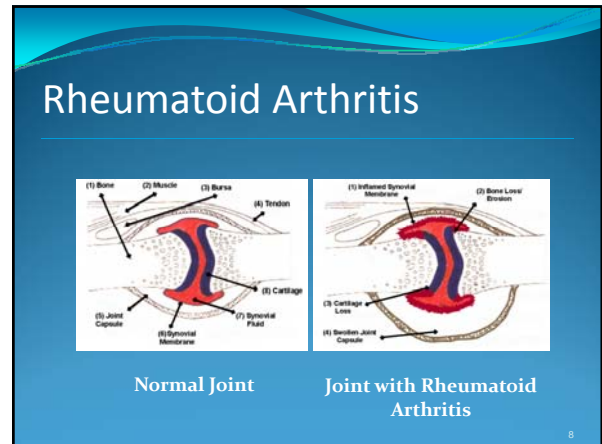 Rheumatoid Arthritis
(1) Bone
(2) Muscle
(3) Bursa
(4) Tendon
(5) Joint
Capsule
(6) Synovial
Membrane
(7) Synovial
Fluid
(8) Cartilage
Normal Joint
(1) Inflamed Synovial
Membrane
(2) Bone Loss/
Erosion
(3) Cartilage
Loss
(4) Swollen Joint
Capsule
Joint with Rheumatoid
Arthritis
8